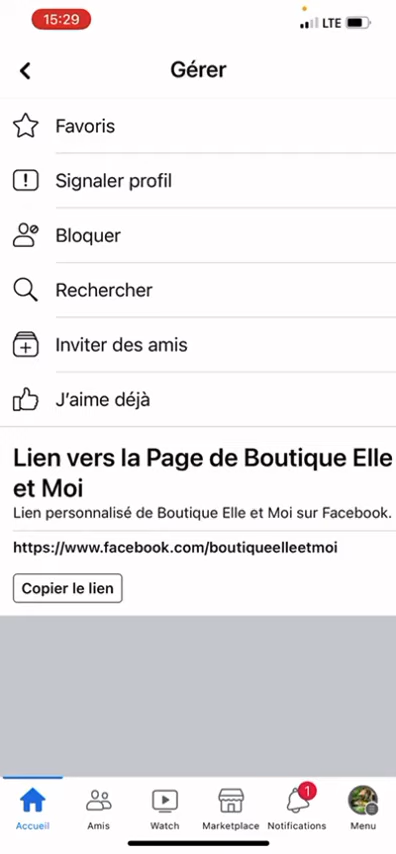 15:29
LTE
Gérer
Favoris
Signaler profil
Bloquer
Rechercher
Inviter des amis
J'aime déjà
Lien vers la Page de Boutique Elle
et Moi
Lien personnalisé de Boutique Elle et Moi sur Facebook.
https://www.facebook.com/boutiqueelleetmoi
Copier le lien
1
Accueil Amis Watch Marketplace Notifications Menu